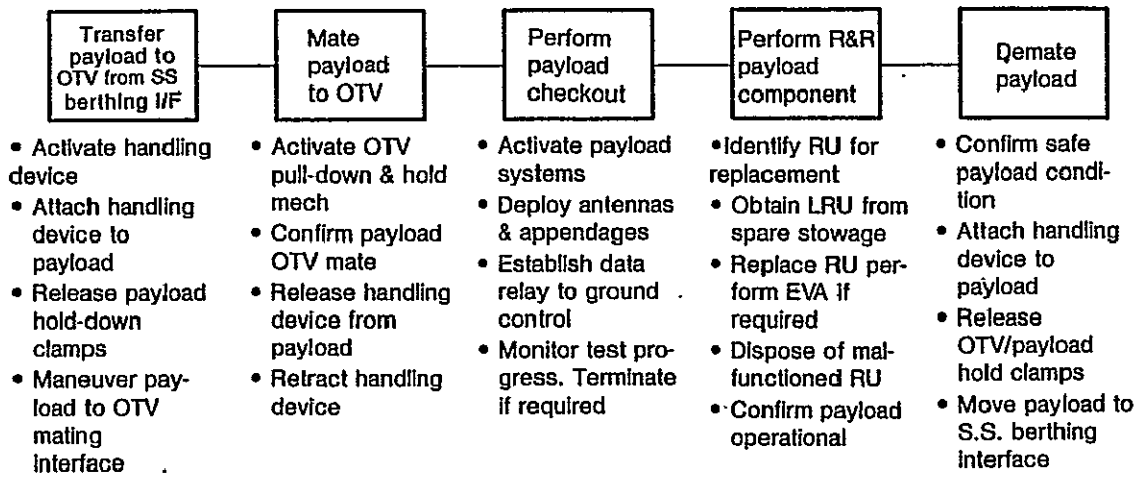 Transfer
payload to
OTV from SS
berthing I/F
Mate
payload
to OTV
Perform
payload
checkout
Perform R&R
payload
component
Demate
payload
• Activate handling
device
• Attach handling
device to
payload
• Release payload
hold-down
clamps
• Maneuver pay-
load to OTV
mating
interface
• Activate OTV
pull-down & hold
mech
• Confirm payload
OTV mate
• Release handling
device from
payload
• Retract handling
device
• Activate payload
systems
• Deploy antennas
& appendages
• Establish data
relay to ground
control
• Monitor test pro-
gress. Terminate
if required
•Identify RU for
replacement
• Obtain LRU from
spare stowage
• Replace RU per-
form EVA if
required
• Dispose of mal-
functioned RU
• Confirm payload
operational
• Confirm safe
payload condi-
tion
• Attach handling
device to
payload
• Release
OTV/payload
hold clamps
• Move payload to
S.S. berthing
interface